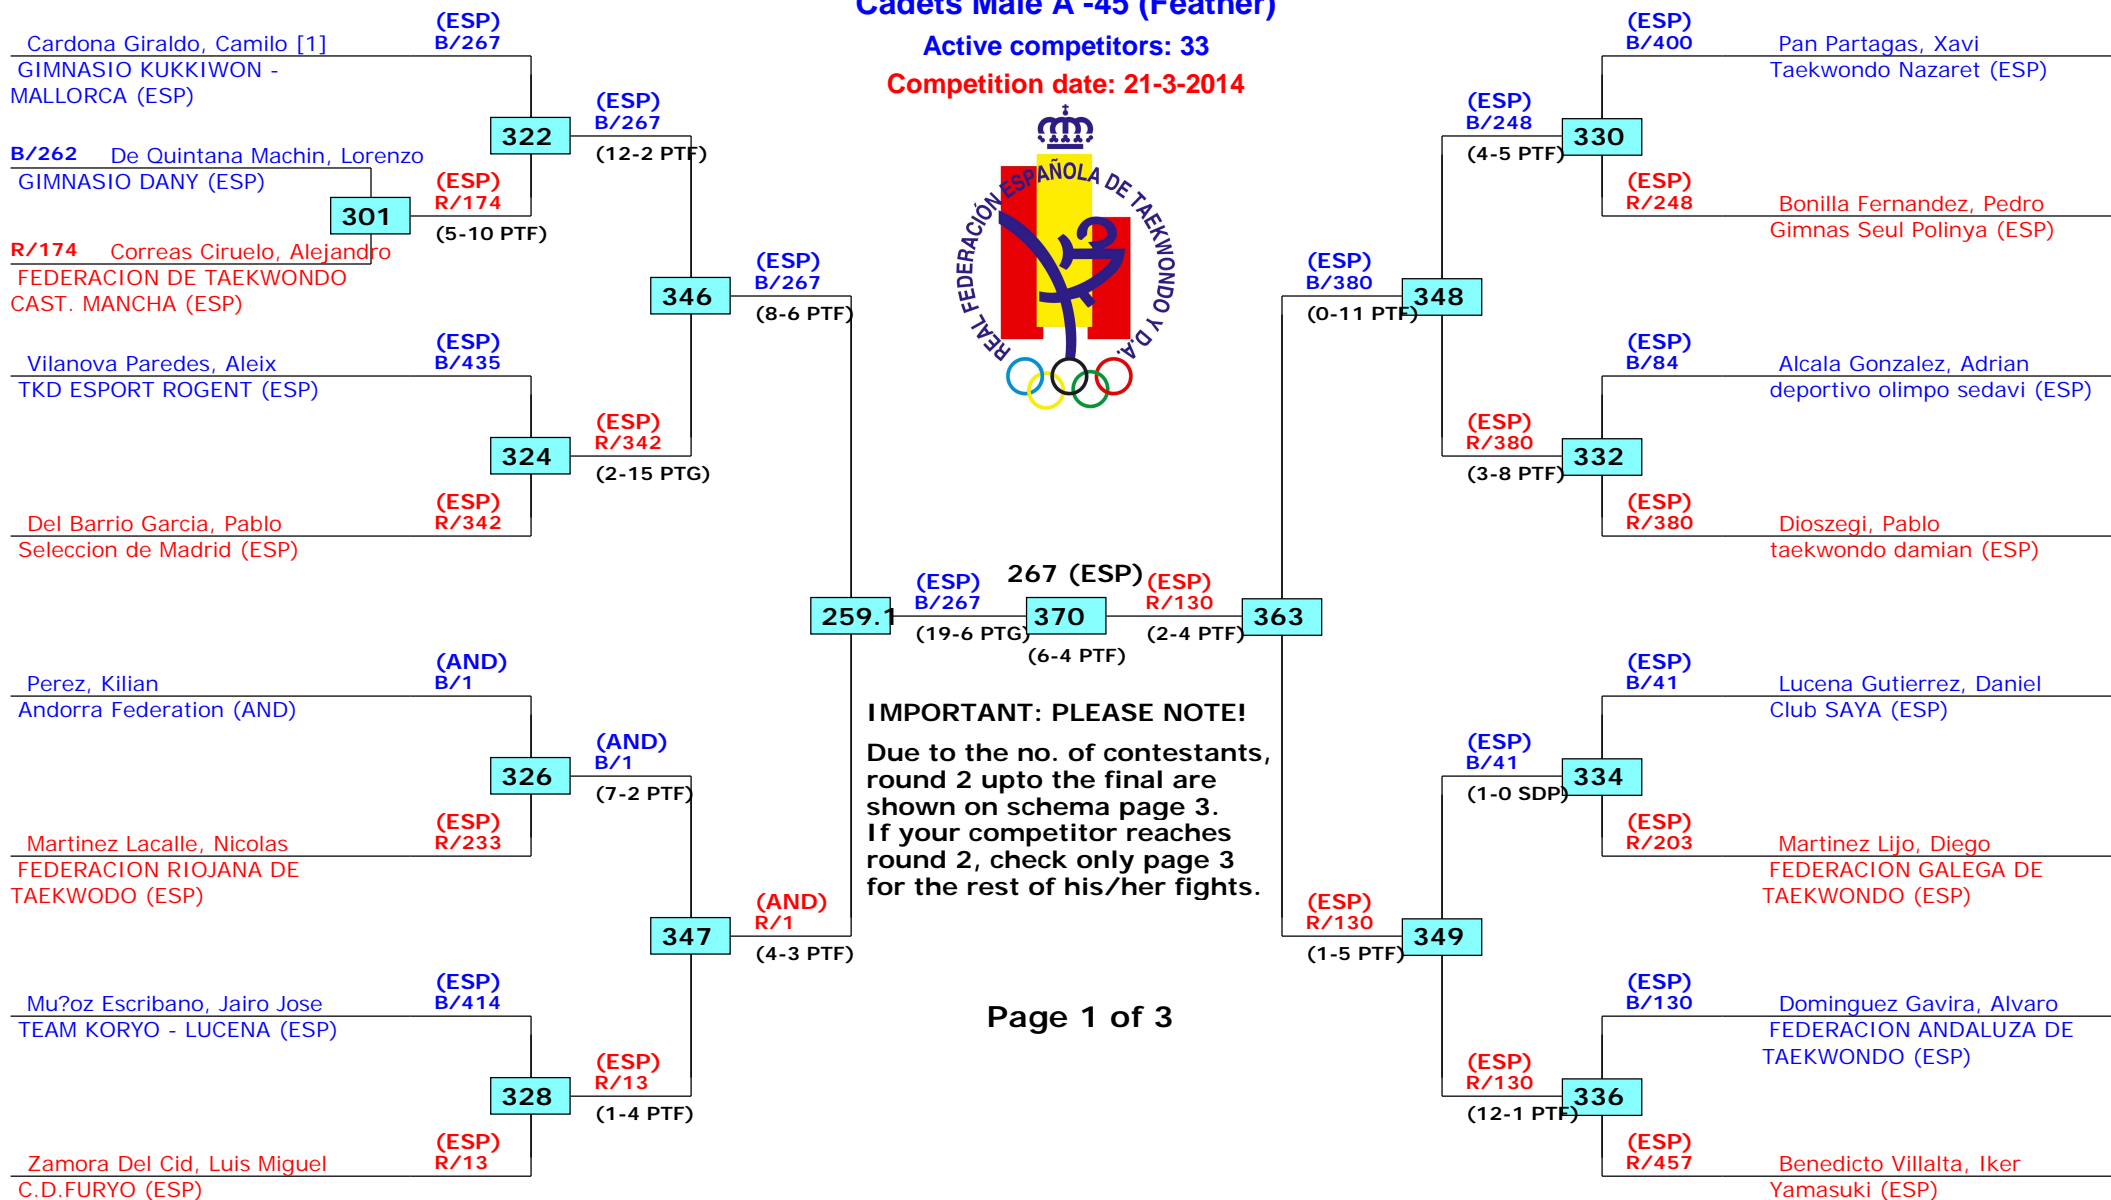 Cadets Male A -45 (Feather)
Active competitors: 33
Competition date: 21-3-2014
REAL FEDERACIÓN ESPAÑOLA DE TAEKWONDO Y D.A.
(ESP)
Cardona Giraldo, Camilo [1] B/267
GIMNASIO KUKKIWON -
MALLORCA (ESP)
322
(ESP)
B/267
(12-2 PTF)
B/262 De Quintana Machin, Lorenzo
GIMNASIO DANY (ESP)
301
(ESP)
R/174
(5-10 PTF)
R/174 Correas Ciruelo, Alejandro
FEDERACION DE TAEKWONDO
CAST. MANCHA (ESP)
346
(ESP)
B/267
(8-6 PTF)
(ESP)
Vilanova Paredes, Aleix B/435
TKD ESPORT ROGENT (ESP)
324
(ESP)
R/342
(2-15 PTG)
(ESP)
Del Barrio Garcia, Pablo R/342
Seleccion de Madrid (ESP)
259.1
(ESP)
B/267
(19-6 PTG)
267 (ESP)
370
(6-4 PTF)
(ESP)
R/130
(2-4 PTF)
363
(AND)
Perez, Kilian B/1
Andorra Federation (AND)
326
(AND)
B/1
(7-2 PTF)
(ESP)
Martinez Lacalle, Nicolas R/233
FEDERACION RIOJANA DE
TAEKWODO (ESP)
347
(AND)
R/1
(4-3 PTF)
(ESP)
Mu?oz Escribano, Jairo Jose B/414
TEAM KORYO - LUCENA (ESP)
328
(ESP)
R/13
(1-4 PTF)
(ESP)
Zamora Del Cid, Luis Miguel R/13
C.D.FURYO (ESP)
IMPORTANT: PLEASE NOTE!
Due to the no. of contestants,
round 2 upto the final are
shown on schema page 3.
If your competitor reaches
round 2, check only page 3
for the rest of his/her fights.
Page 1 of 3
(ESP)
B/400 Pan Partagas, Xavi
Taekwondo Nazaret (ESP)
(ESP)
B/248
(4-5 PTF)
330
(ESP)
R/248 Bonilla Fernandez, Pedro
Gimnas Seul Polinya (ESP)
(ESP)
B/380
(0-11 PTF)
348
(ESP)
B/84 Alcala Gonzalez, Adrian
deportivo olimpo sedavi (ESP)
(ESP)
R/380
(3-8 PTF)
332
(ESP)
R/380 Dioszegi, Pablo
taekwondo damian (ESP)
(ESP)
B/41 Lucena Gutierrez, Daniel
Club SAYA (ESP)
(ESP)
B/41
(1-0 SDP)
334
(ESP)
R/203 Martinez Lijo, Diego
FEDERACION GALEGA DE
TAEKWONDO (ESP)
(ESP)
R/130
(1-5 PTF)
349
(ESP)
B/130 Dominguez Gavira, Alvaro
FEDERACION ANDALUZA DE
TAEKWONDO (ESP)
(ESP)
R/130
(12-1 PTF)
336
(ESP)
R/457 Benedicto Villalta, Iker
Yamasuki (ESP)